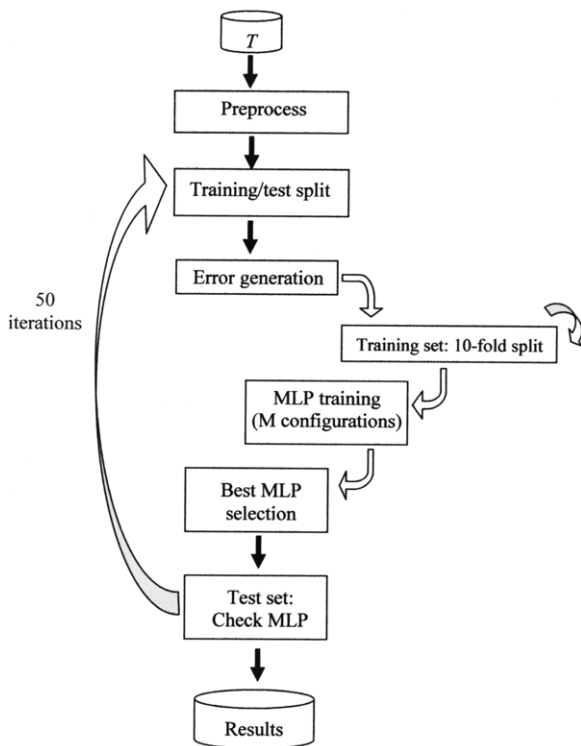 T
Preprocess
Training/test split
Error generation
50
iterations
Training set: 10-fold split
MLP training
(M configurations)
Best MLP
selection
Test set:
Check MLP
Results